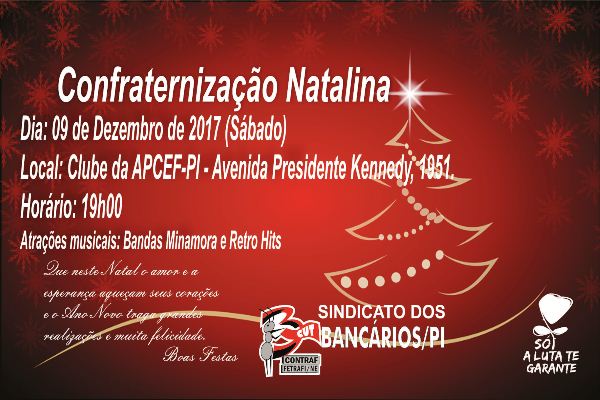 Confraternização Natalina
Dia: 09 de Dezembro de 2017 (Sábado)
Local: Clube da APCEF-PI - Avenida Presidente Kennedy, 1951.
Horário: 19h00
Atrações musicais: Bandas Minamora e Retro Hits
Que neste Natal o amor e a
esperança aqueçam seus corações
e o Ano Novo traga grandes
realizações e muita felicidade.
Boas Festas
CUT
CONTRAF
FETRAFI/NE
SINDICATO DOS
BANCÁRIOS/PI
SÓ
A LUTA TE
GARANTE